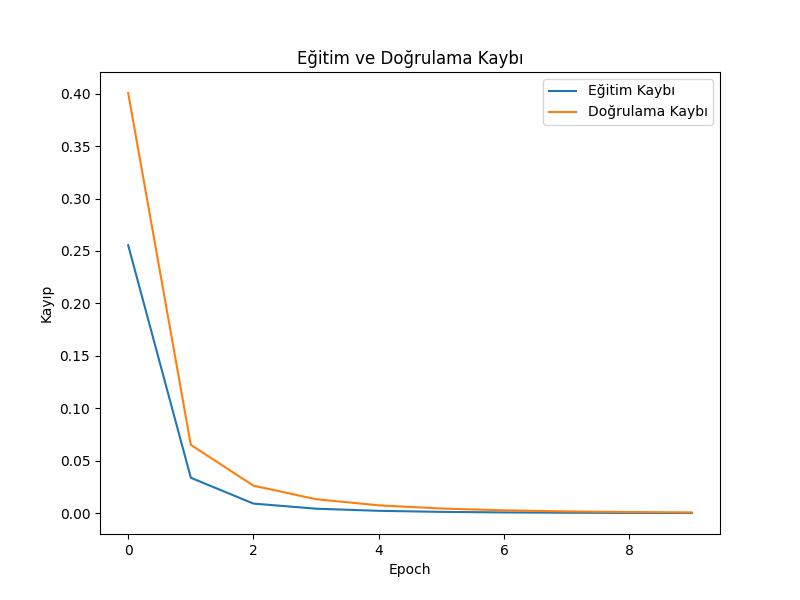 Eğitim ve Doğrulama Kaybı
Eğitim Kaybı
Doğrulama Kaybı
Kayıp
0.40
0.35
0.30
0.25
0.20
0.15
0.10
0.05
0.00
0 2 4 6 8
Epoch